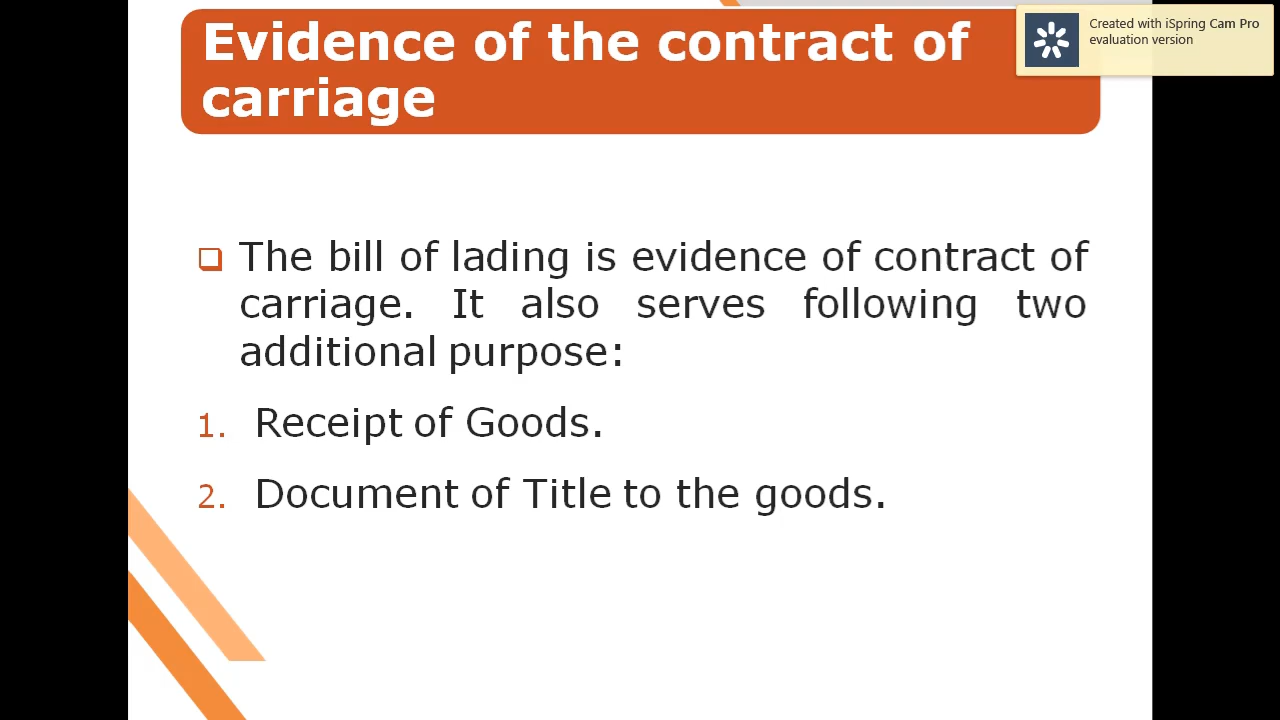 Evidence of the contract of
carriage
Created with iSpring Cam Pro
evaluation version
The bill of lading is evidence of contract of
carriage. It also serves following two
additional purpose:
1. Receipt of Goods.
2. Document of Title to the goods.